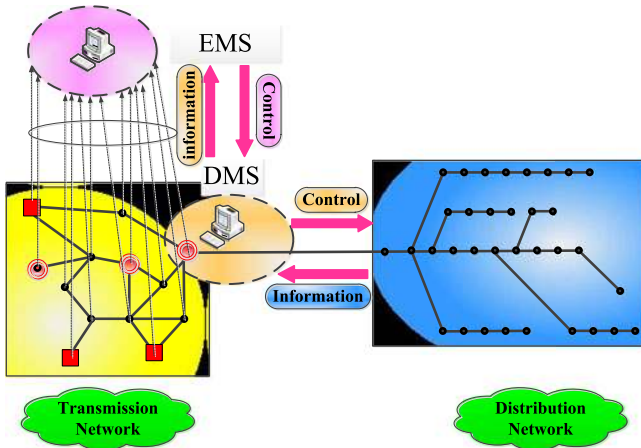 EMS
information
Control
DMS
Control
Information
Transmission
Network
Distribution
Network